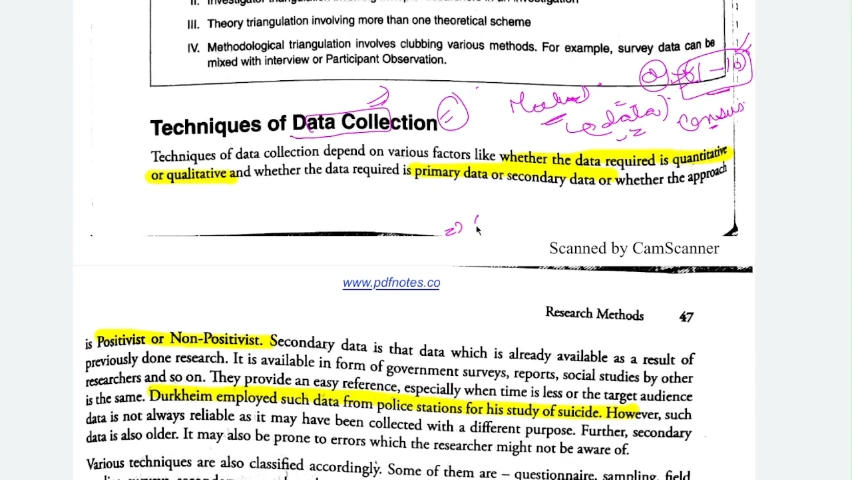 III. Theory triangulation involving more than one theoretical scheme
IV. Methodological triangulation involves clubbing various methods. For example, survey data can be
mixed with interview or Participant Observation.
Techniques of Data Collection
(data)
Census
Techniques of data collection depend on various factors like whether the data required is quantitative
or qualitative and whether the data required is primary data or secondary data or whether the approach
Scanned by CamScanner
www.pdfnotes.co
Research Methods 47
is Positivist or Non-Positivist. Secondary data is that data which is already available as a result of
previously done research. It is available in form of government surveys, reports, social studies by other
researchers and so on. They provide an easy reference, especially when time is less or the target audience
is the same. Durkheim employed such data from police stations for his study of suicide. However, such
data is not always reliable as it may have been collected with a different purpose. Further, secondary
data is also older. It may also be prone to errors which the researcher might not be aware of.
Various techniques are also classified accordingly. Some of them are – questionnaire, sampling, field